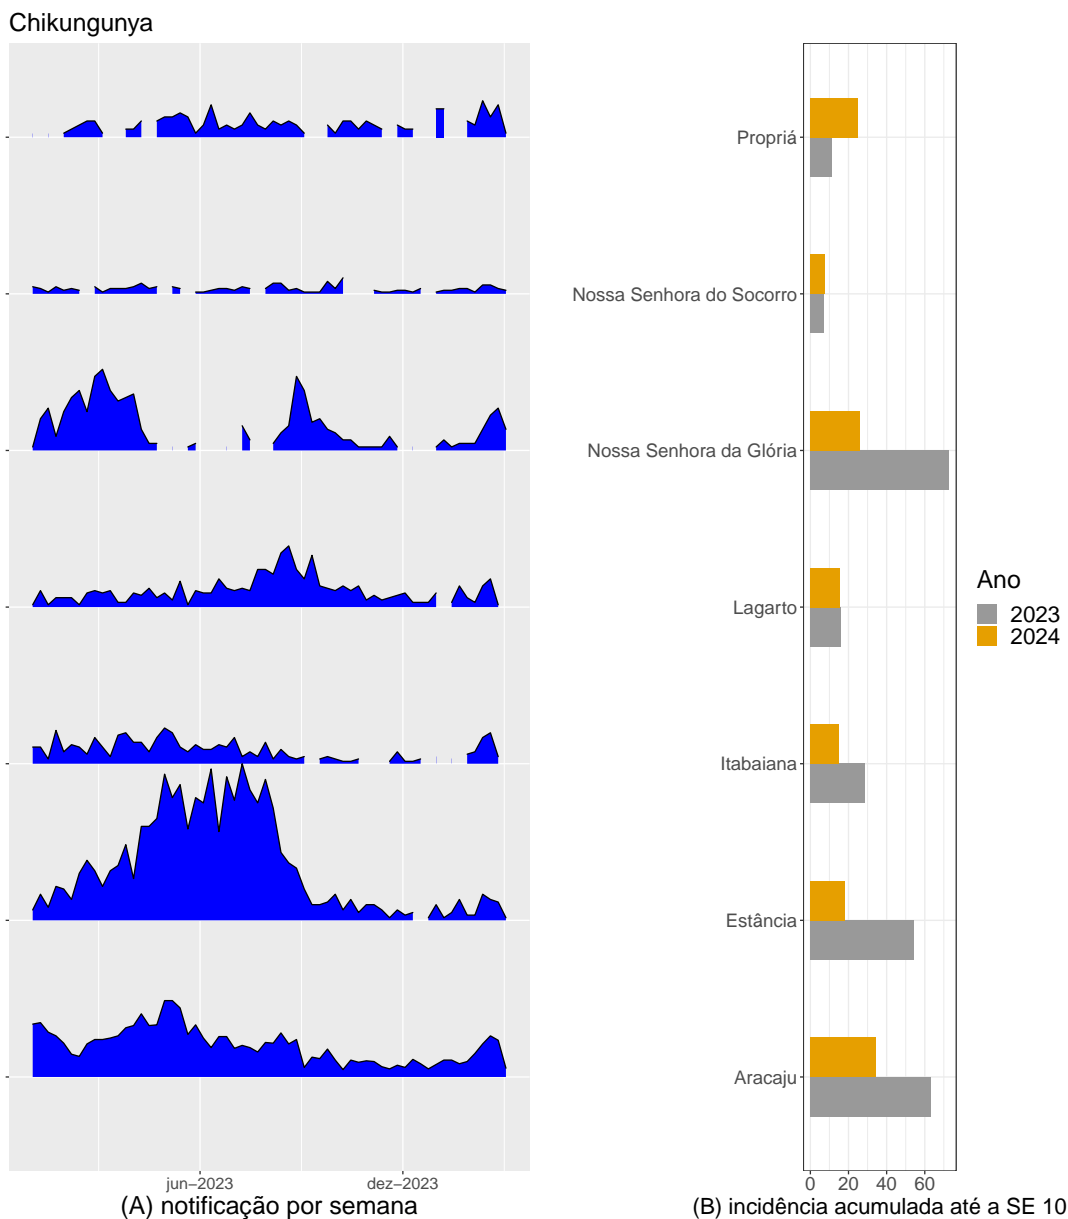 Chikungunya
Propriá
Nossa Senhora do Socorro
Nossa Senhora da Glória
Lagarto
Itabaiana
Estância
Aracaju
jun−2023
dez−2023
(A) notificação por semana
0 20 40 60
(B) incidência acumulada até a SE 10
Ano
2023
2024